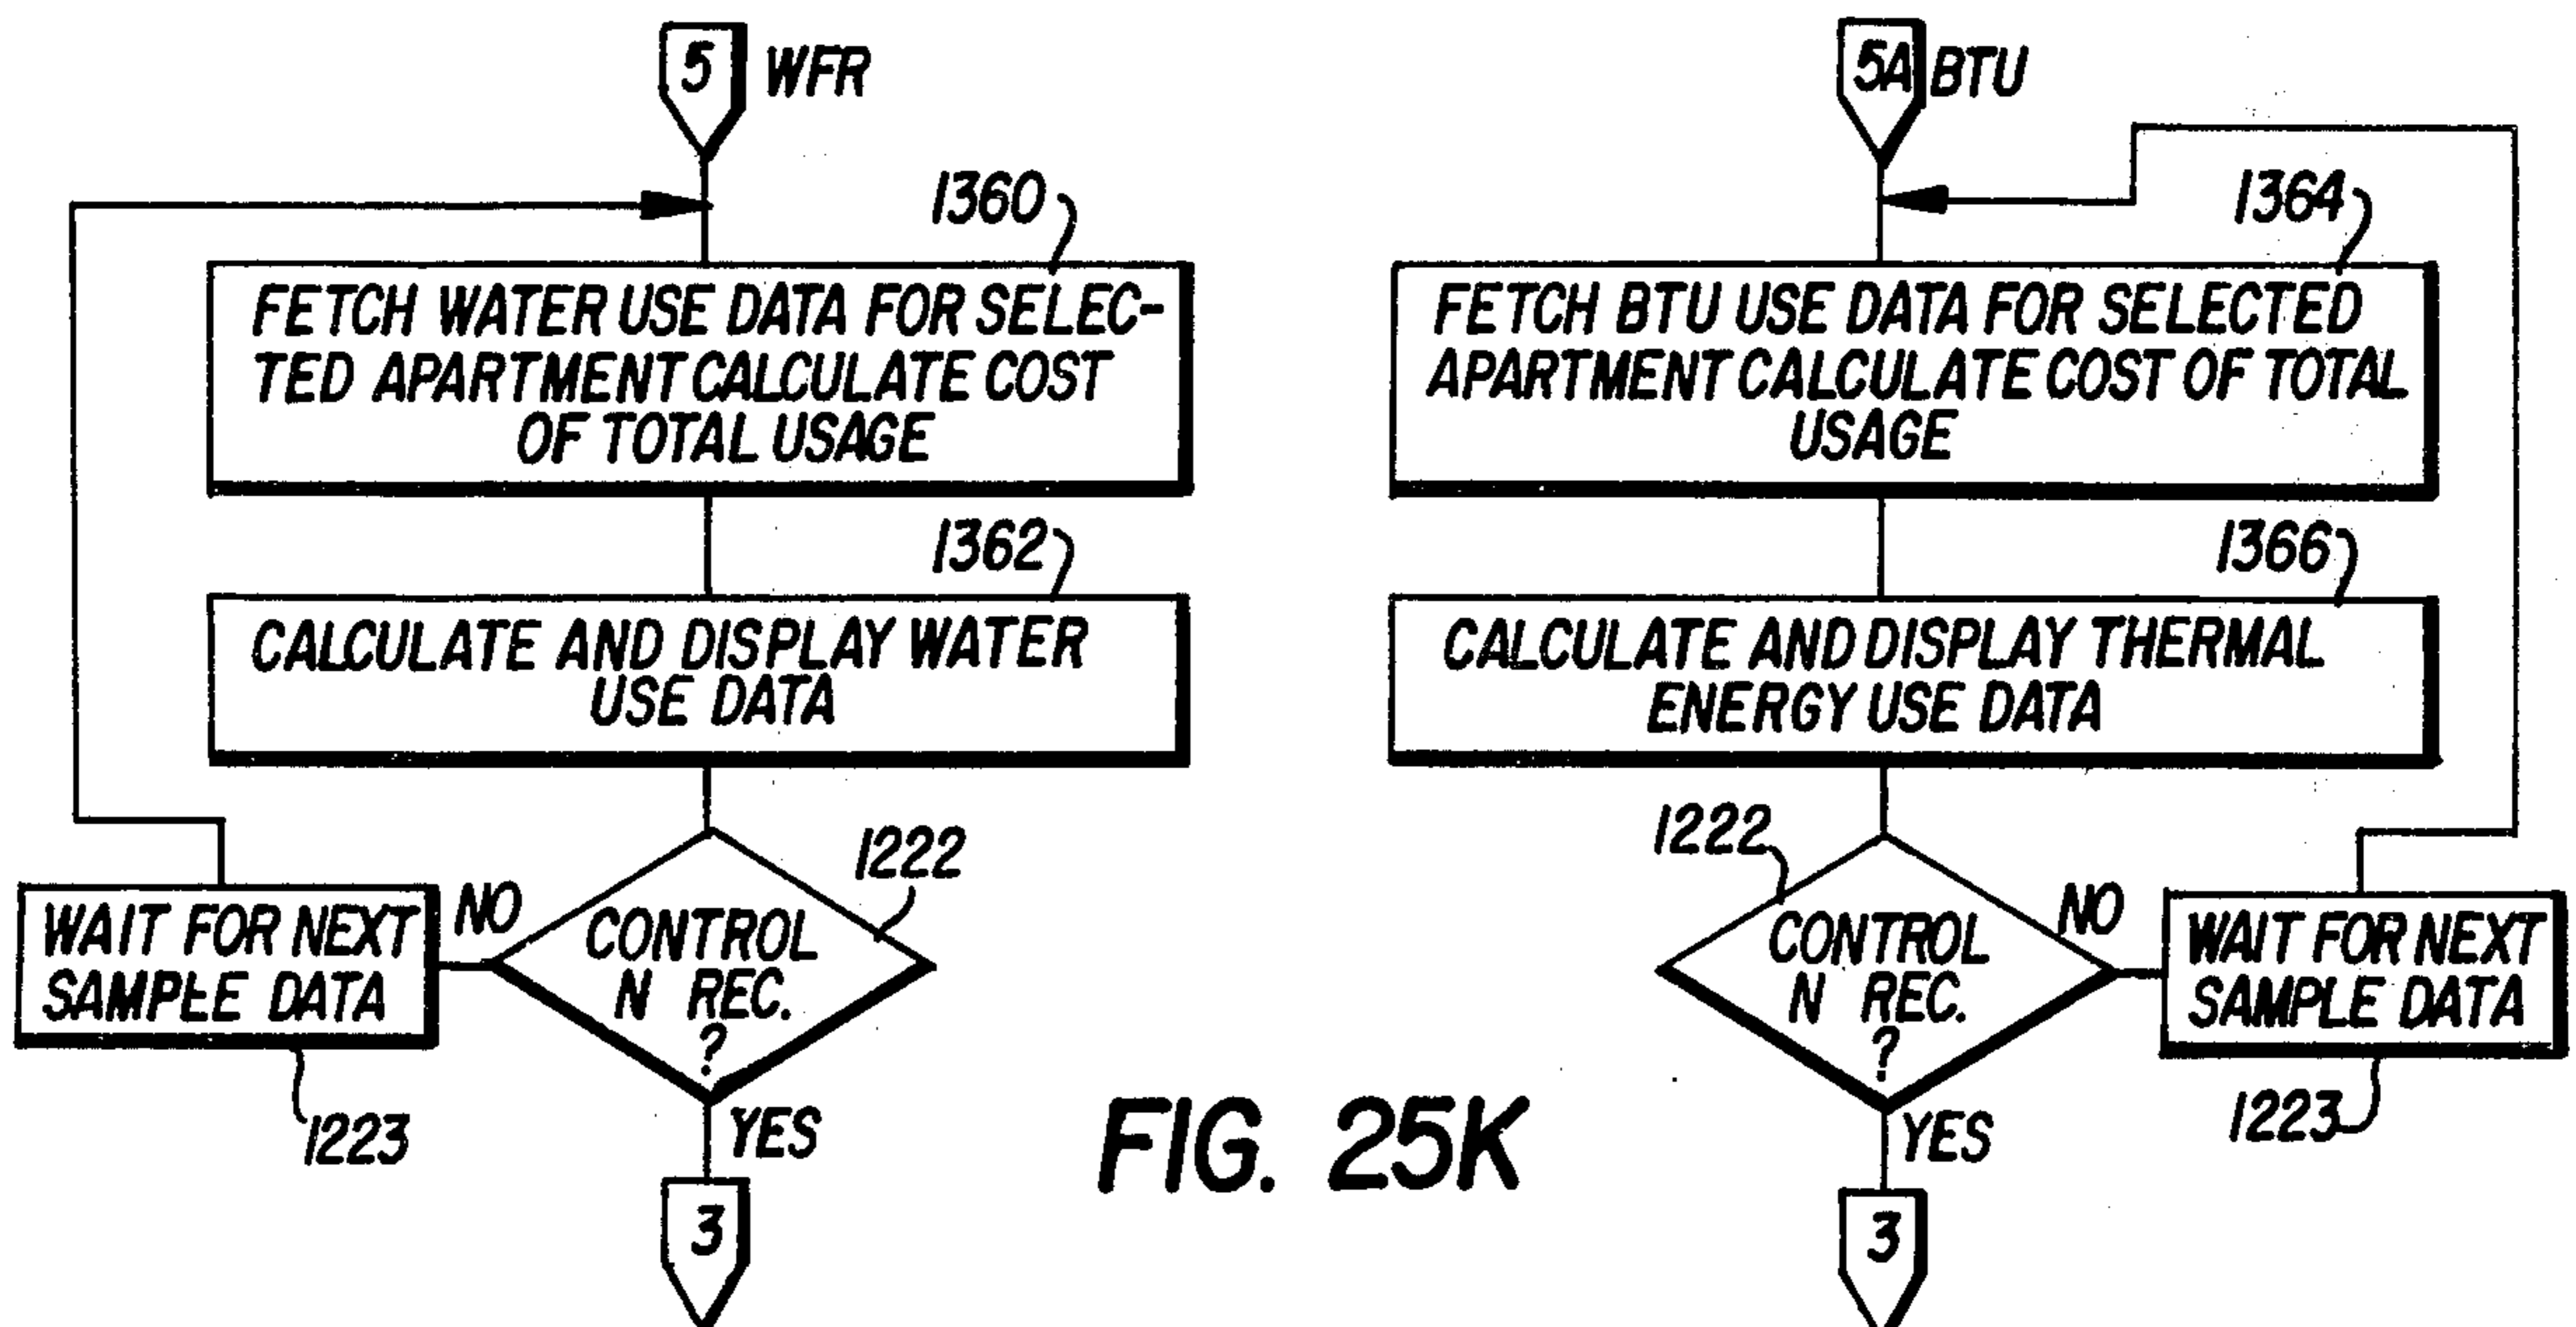 5 WFR
1360
FETCH WATER USE DATA FOR SELEC-
TED APARTMENT CALCULATE COST
OF TOTAL USAGE
1362
CALCULATE AND DISPLAY WATER
USE DATA
1222
CONTROL
N REC.
?
NO
WAIT FOR NEXT
SAMPLE DATA
1223
YES
3
5A BTU
1364
FETCH BTU USE DATA FOR SELECTED
APARTMENT CALCULATE COST OF TOTAL
USAGE
1366
CALCULATE AND DISPLAY THERMAL
ENERGY USE DATA
1222
CONTROL
N REC.
?
NO
WAIT FOR NEXT
SAMPLE DATA
1223
YES
3
FIG. 25K